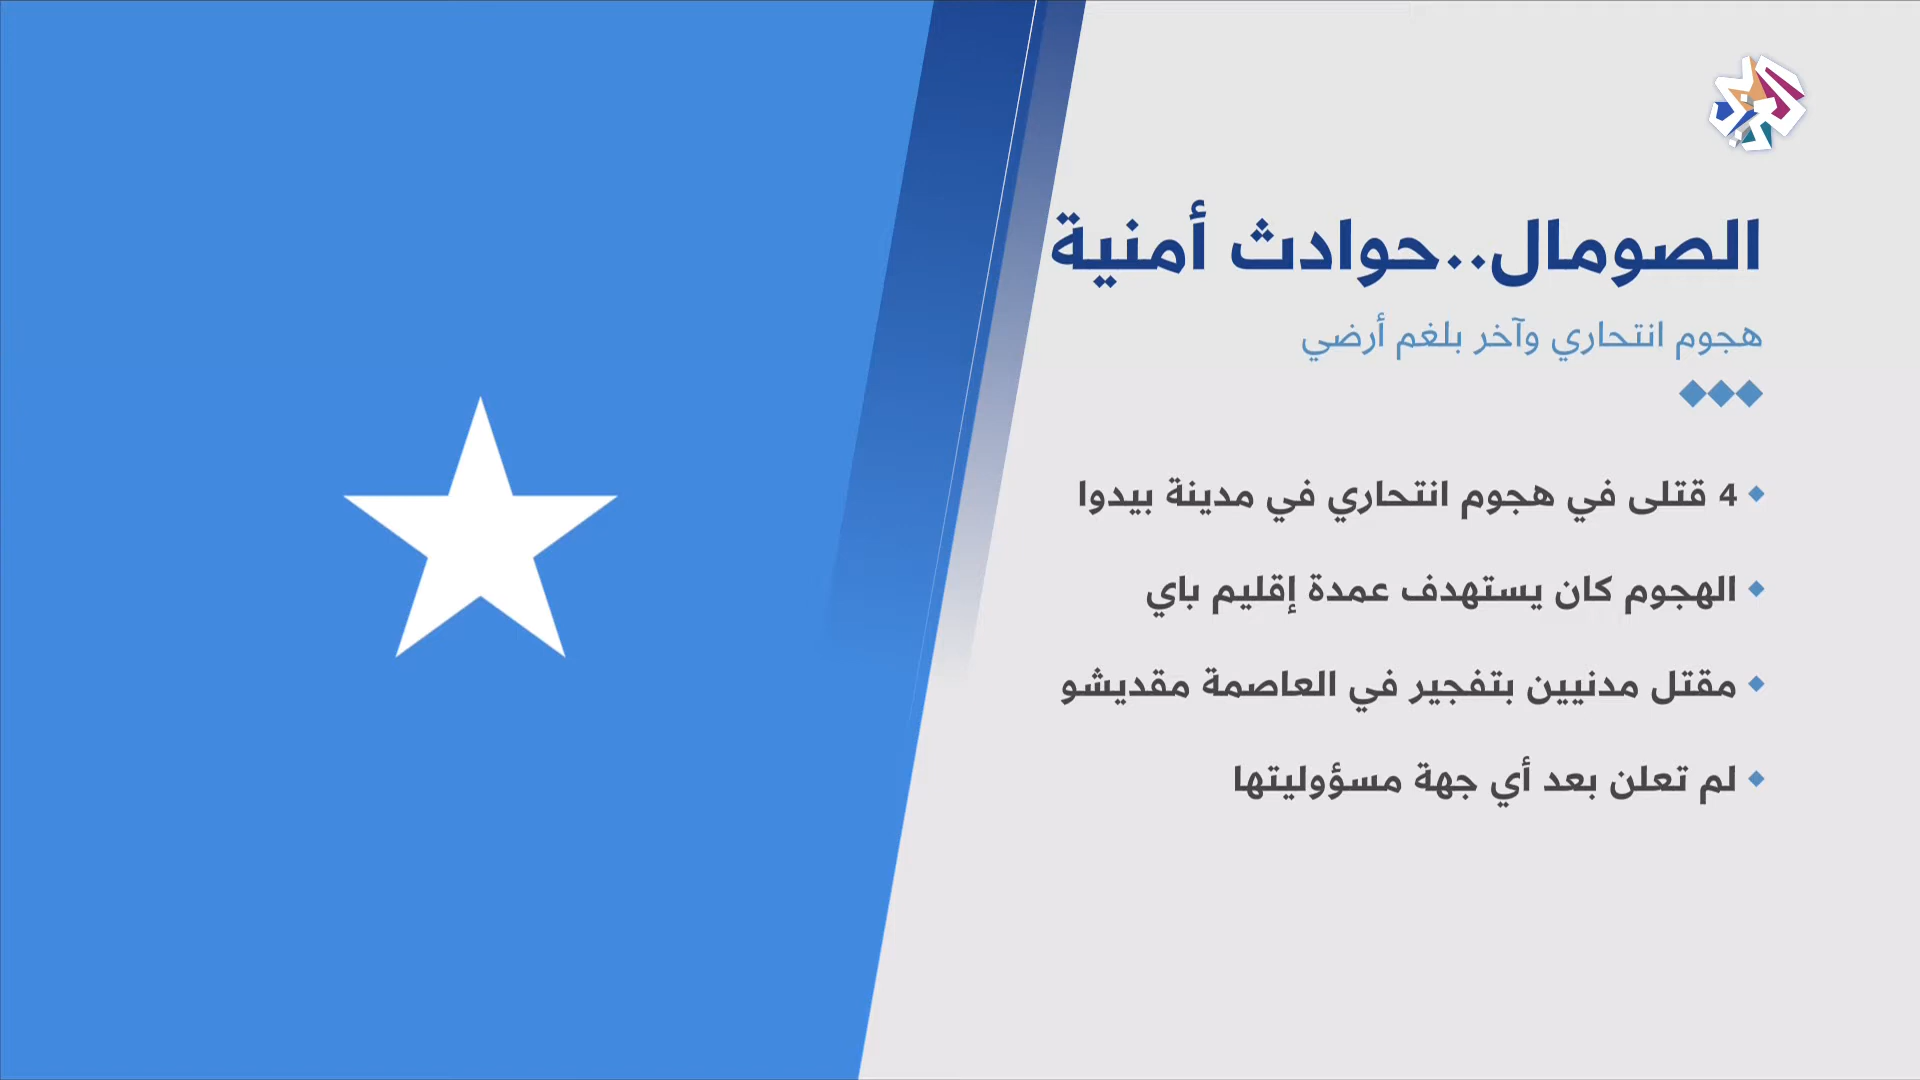 الصومال..حوادث أمنية
هجوم انتحاري وآخر بلغم أرضي
4 قتلى في هجوم انتحاري في مدينة بيدوا
الهجوم كان يستهدف عمدة إقليم باي
مقتل مدنيين بتفجير في العاصمة مقديشو
لم تعلن بعد أي جهة مسؤوليتها